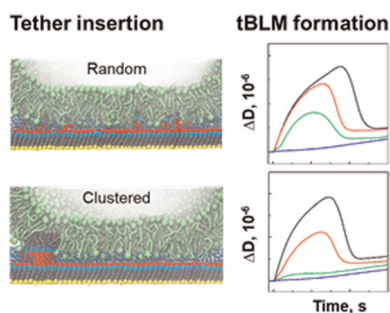 Tether insertion
tBLM formation
Random
ΔD, 10⁻⁶
Clustered
ΔD, 10⁻⁶
Time, s